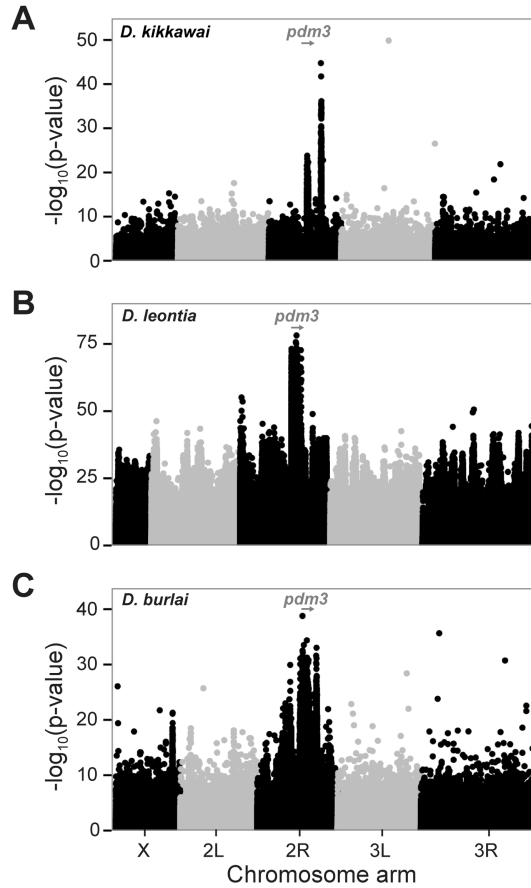 A
D. kikkawai
pdm3
50
40
30
20
10
0
-log10(p-value)
B
D. leontia
pdm3
75
50
25
0
-log10(p-value)
C
D. burlai
pdm3
40
30
20
10
0
-log10(p-value)
X 2L 2R 3L 3R
Chromosome arm